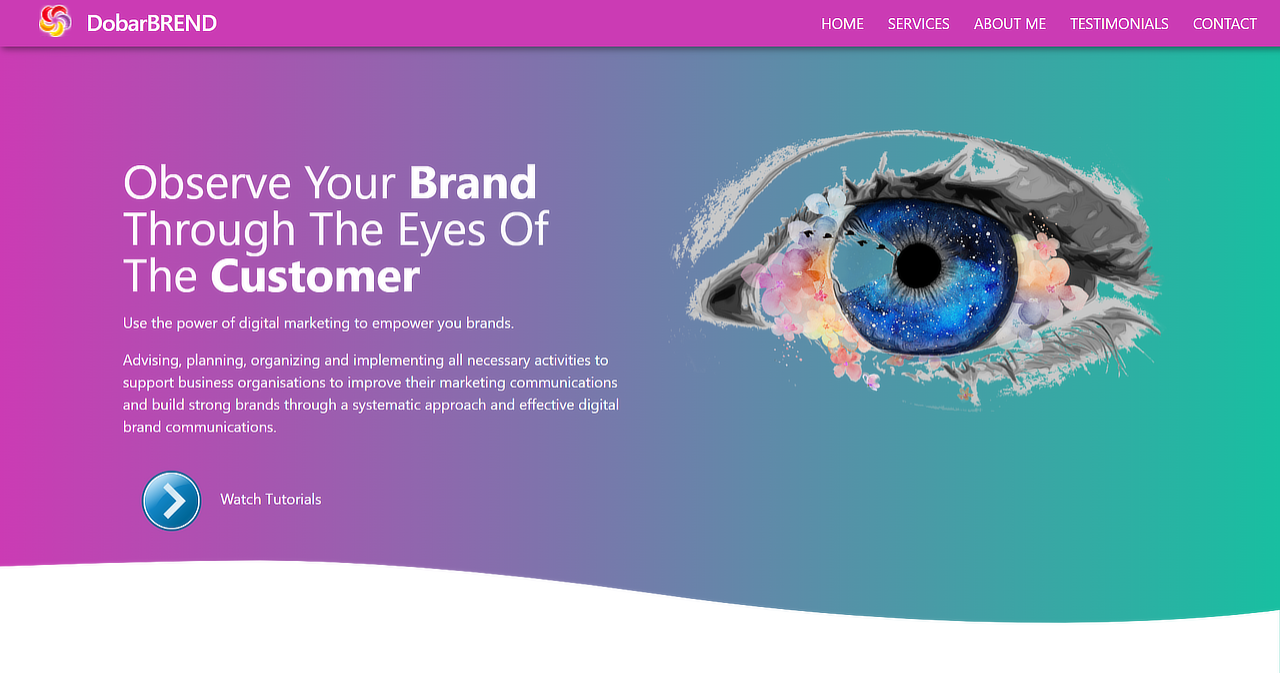 DobarBREND
HOME SERVICES ABOUT ME TESTIMONIALS CONTACT
Observe Your Brand
Through The Eyes Of
The Customer
Use the power of digital marketing to empower you brands.
Advising, planning, organizing and implementing all necessary activities to
support business organisations to improve their marketing communications
and build strong brands through a systematic approach and effective digital
brand communications.
Watch Tutorials